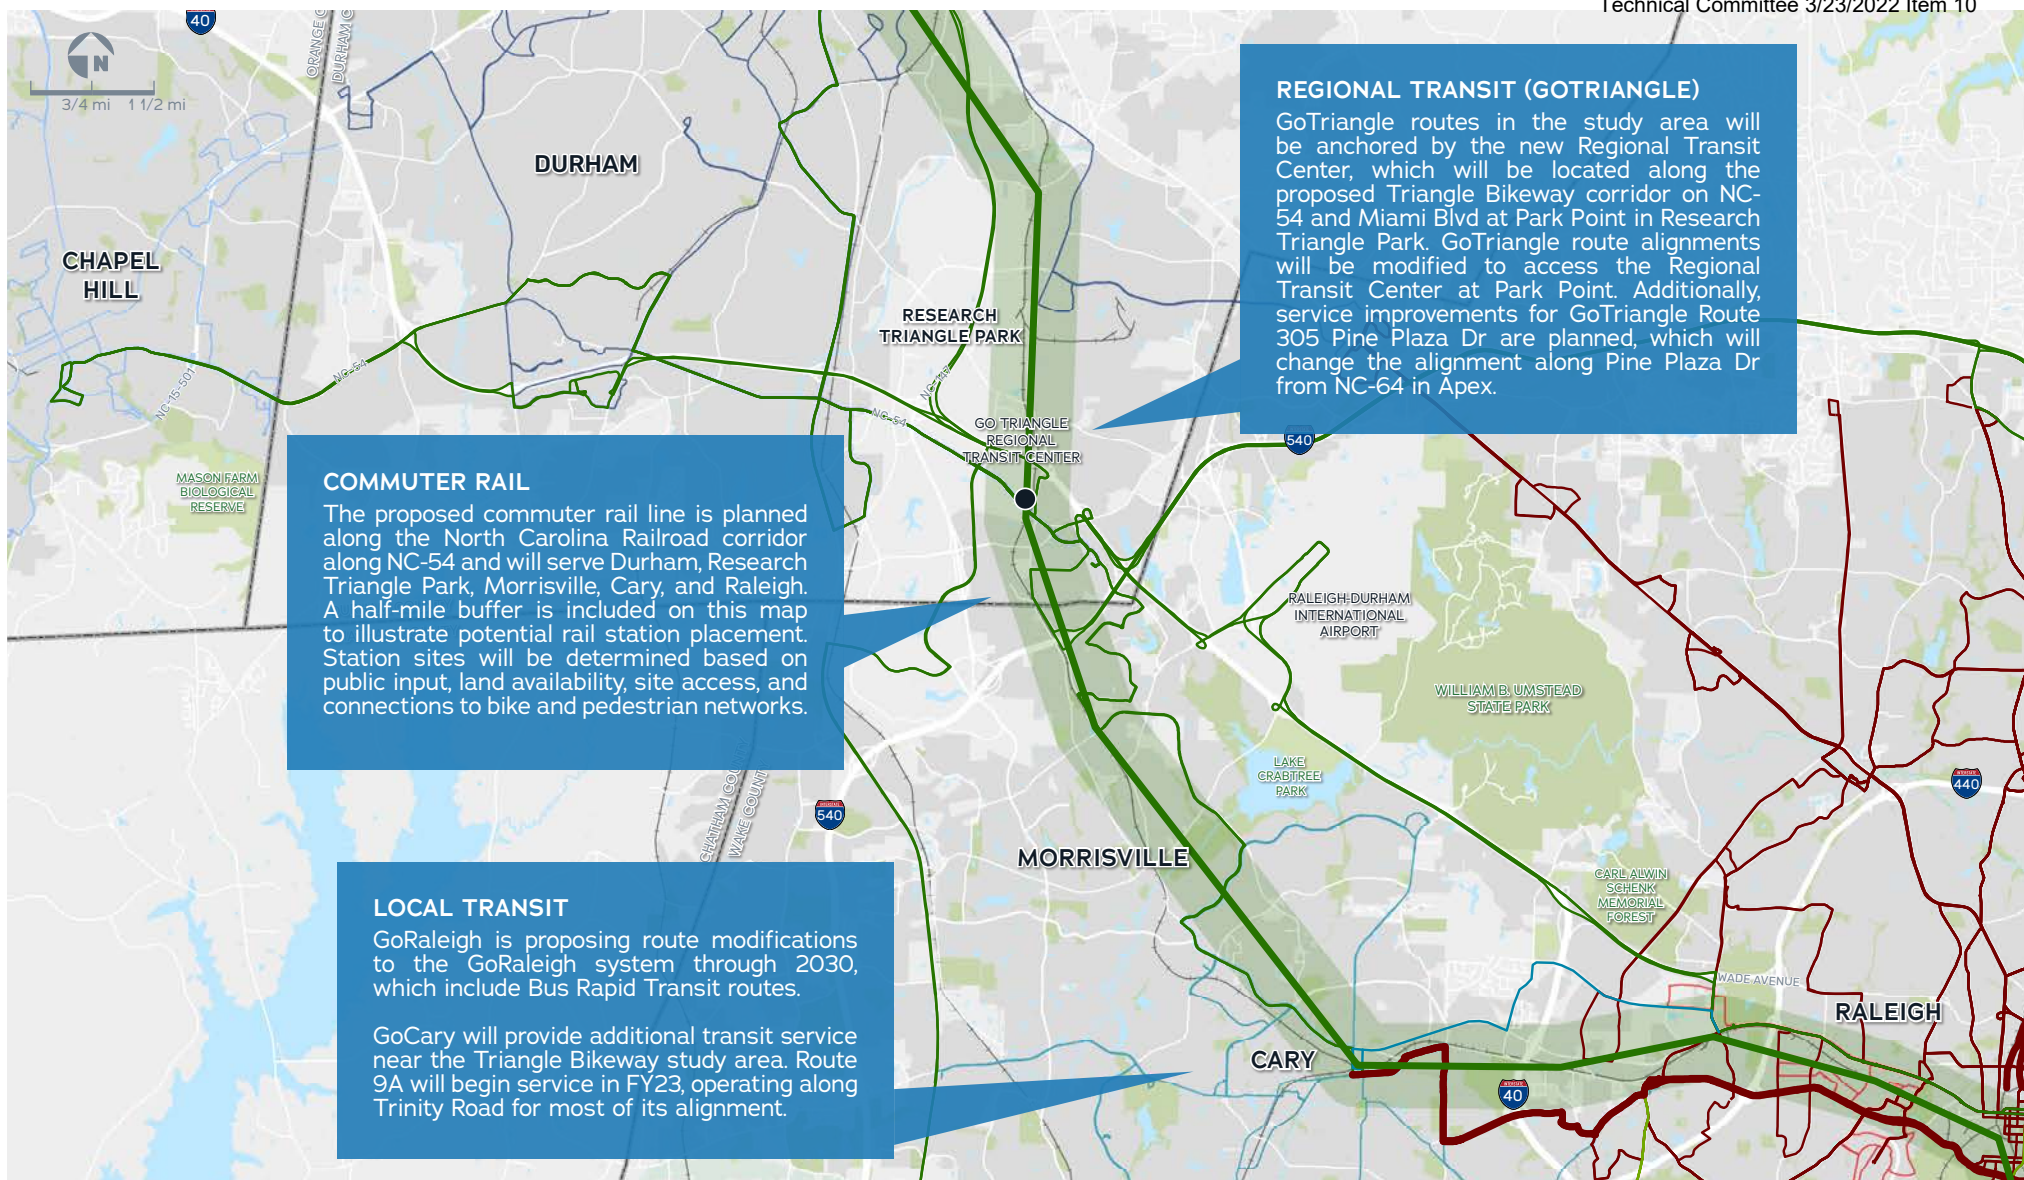 Technical Committee 3/23/2022 Item 10
40
ORANGE C
DURHAM C
N
3/4 mi 1 1/2 mi
DURHAM
CHAPEL
HILL
REGIONAL TRANSIT (GOTRIANGLE)
GoTriangle routes in the study area will
be anchored by the new Regional Transit
Center, which will be located along the
proposed Triangle Bikeway corridor on NC-
54 and Miami Blvd at Park Point in Research
Triangle Park. GoTriangle route alignments
will be modified to access the Regional
Transit Center at Park Point. Additionally,
service improvements for GoTriangle Route
305 Pine Plaza Dr are planned, which will
change the alignment along Pine Plaza Dr
from NC-64 in Apex.
RESEARCH
TRIANGLE PARK
NC-54
NC-15-501
NC-147
NC-54
GO TRIANGLE
REGIONAL
TRANSIT CENTER
INTERSTATE
540
MASON FARM
BIOLOGICAL
RESERVE
COMMUTER RAIL
The proposed commuter rail line is planned
along the North Carolina Railroad corridor
along NC-54 and will serve Durham, Research
Triangle Park, Morrisville, Cary, and Raleigh.
A half-mile buffer is included on this map
to illustrate potential rail station placement.
Station sites will be determined based on
public input, land availability, site access, and
connections to bike and pedestrian networks.
RALEIGH-DURHAM
INTERNATIONAL
AIRPORT
WILLIAM B. UMSTEAD
STATE PARK
LAKE
CRABTREE
PARK
INTERSTATE
440
CHATHAM COUNTY
WAKE COUNT
INTERSTATE
540
MORRISVILLE
CARL ALWIN
SCHENK
MEMORIAL
FOREST
LOCAL TRANSIT
GoRaleigh is proposing route modifications
to the GoRaleigh system through 2030,
which include Bus Rapid Transit routes.
GoCary will provide additional transit service
near the Triangle Bikeway study area. Route
9A will begin service in FY23, operating along
Trinity Road for most of its alignment.
WADE AVENUE
RALEIGH
CARY
INTERSTATE
40